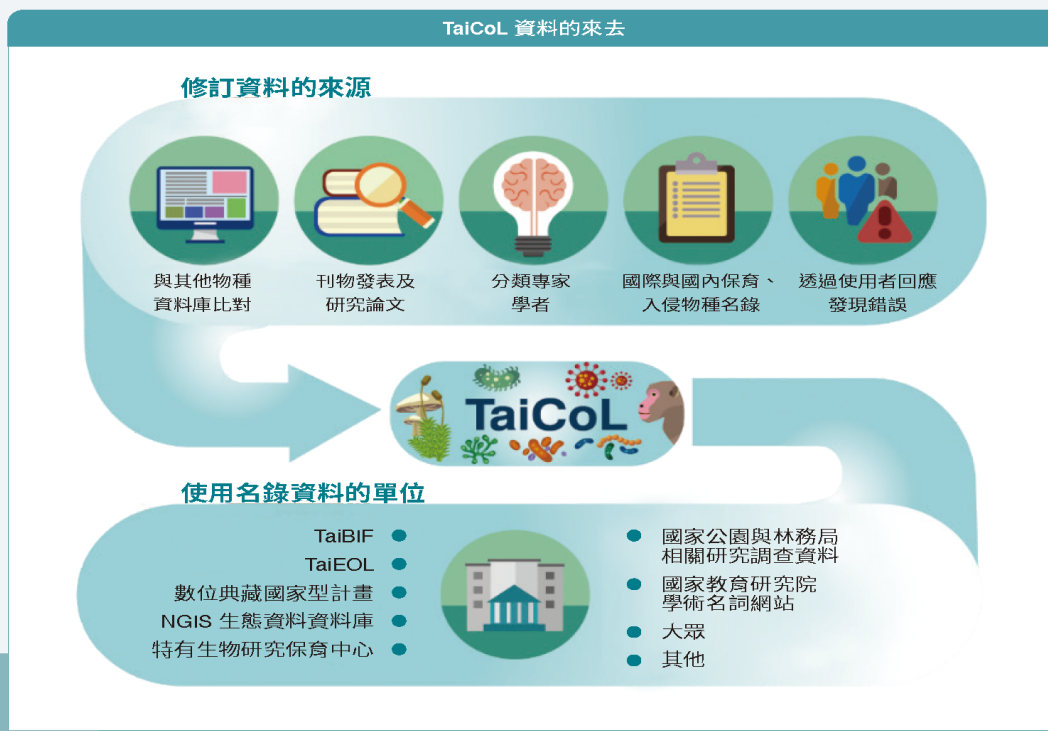 TaiCoL 資料的來去
修訂資料的來源
與其他物種
資料庫比對
刊物發表及
研究論文
分類專家
學者
國際與國內保育、
入侵物種名錄
透過使用者回應
發現錯誤
TaiCoL
使用名錄資料的單位
TaiBIF
TaiEOL
數位典藏國家型計畫
NGIS 生態資料資料庫
特有生物研究保育中心
國家公園與林務局
相關研究調查資料
國家教育研究院
學術名詞網站
大眾
其他